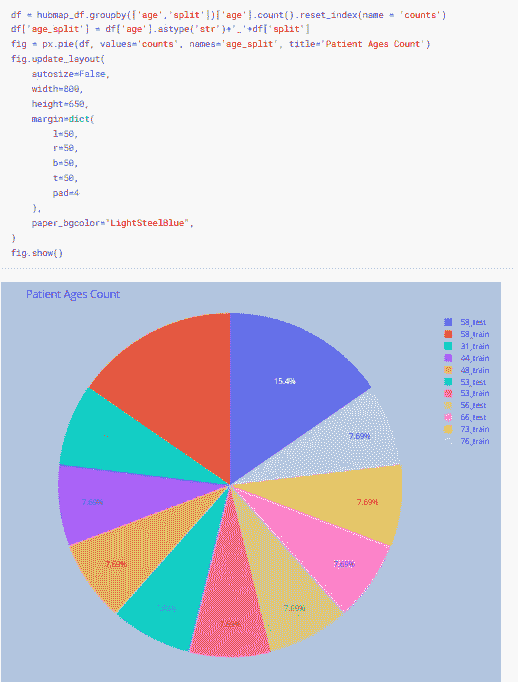 df = hubmap_df.groupby(['age','split'])['age'].count().reset_index(name = 'counts')
df['age_split'] = df['age'].astype('str')+'_'+df['split']
fig = px.pie(df, values='counts', names='age_split', title='Patient Ages Count')
fig.update_layout(
autosize=False,
width=800,
height=650,
margin=dict(
l=50,
r=50,
b=50,
t=50,
pad=4
),
paper_bgcolor="LightSteelBlue",
)
fig.show()
Patient Ages Count
58_test
58_train
31_train
44_train
48_train
53_test
53_train
56_test
66_test
73_train
76_train
15.4%
7.69%
7.69%
7.69%
7.69%
7.69%
7.69%
7.69%